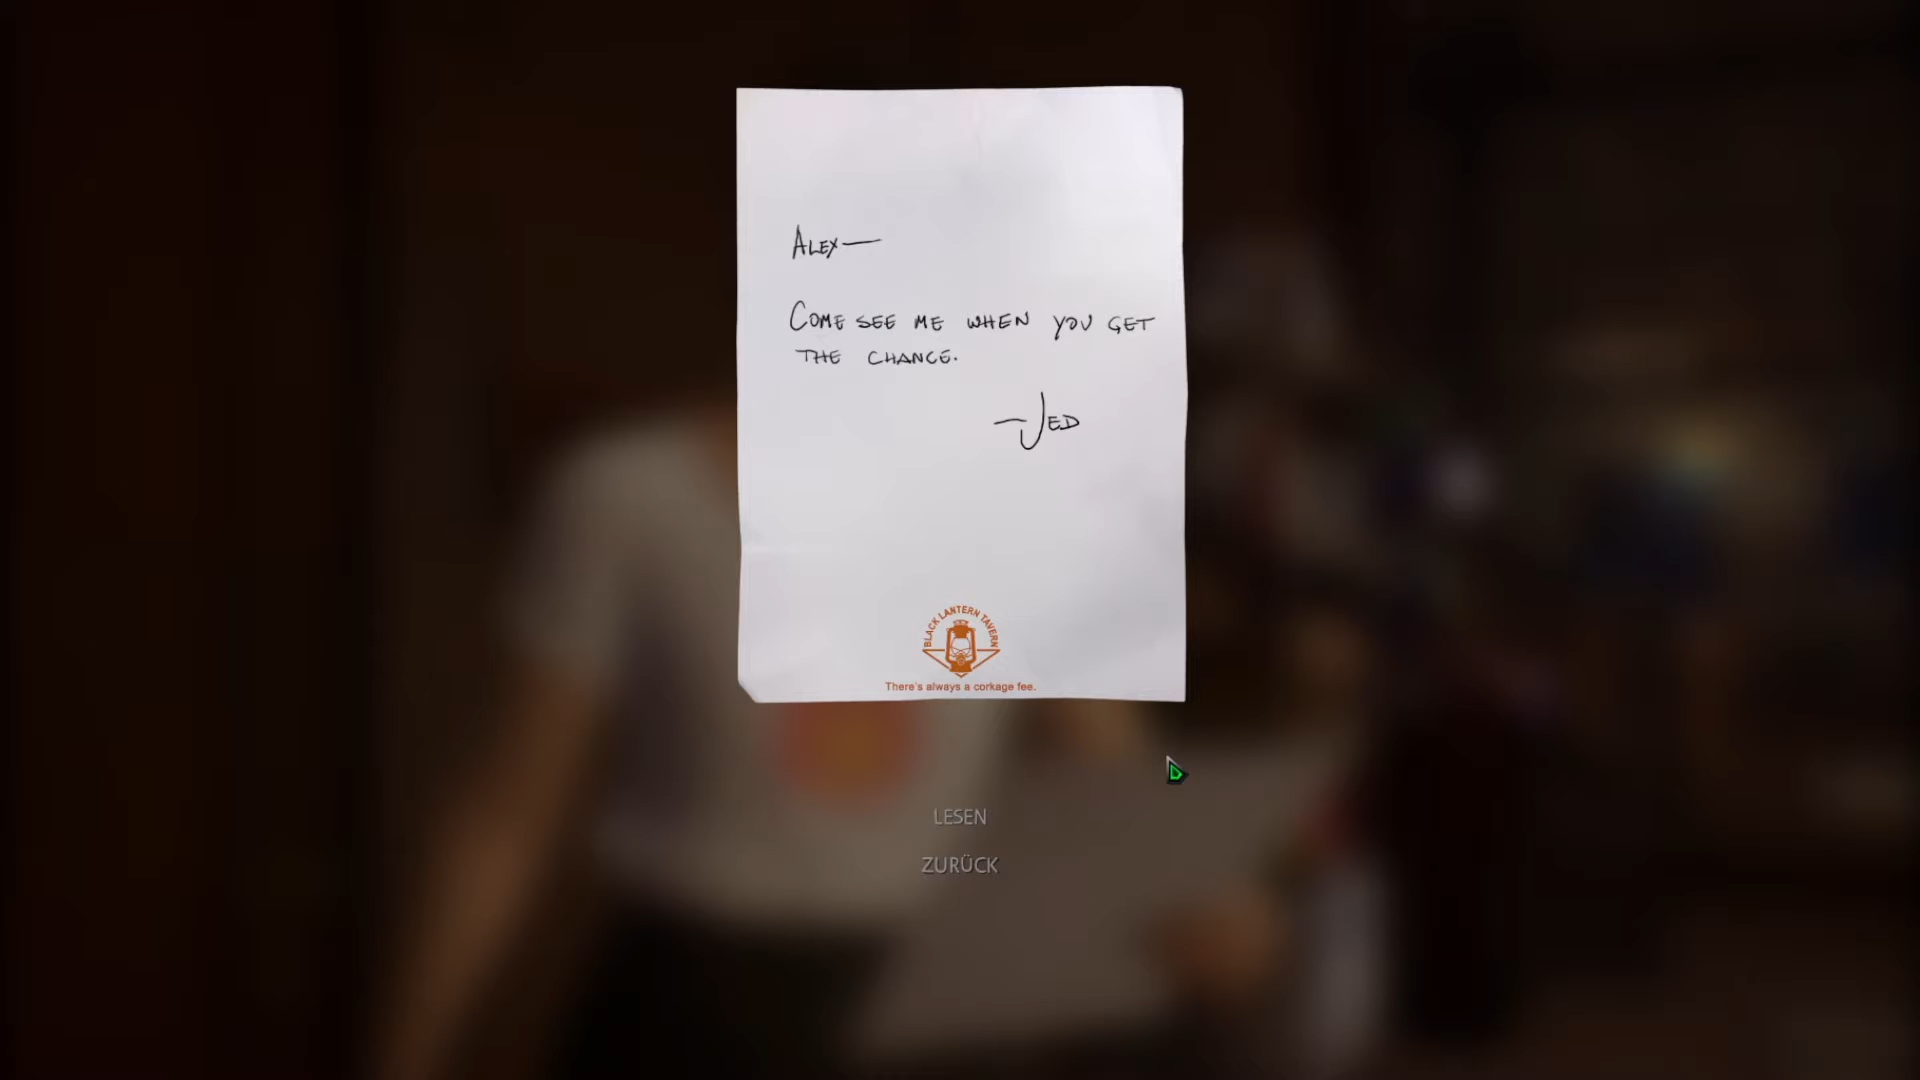 ALEX—
COME SEE ME WHEN YOU GET
THE CHANCE.
—JED
BLACK LANTERN TAVERN
There's always a corkage fee.
LESEN
ZURÜCK